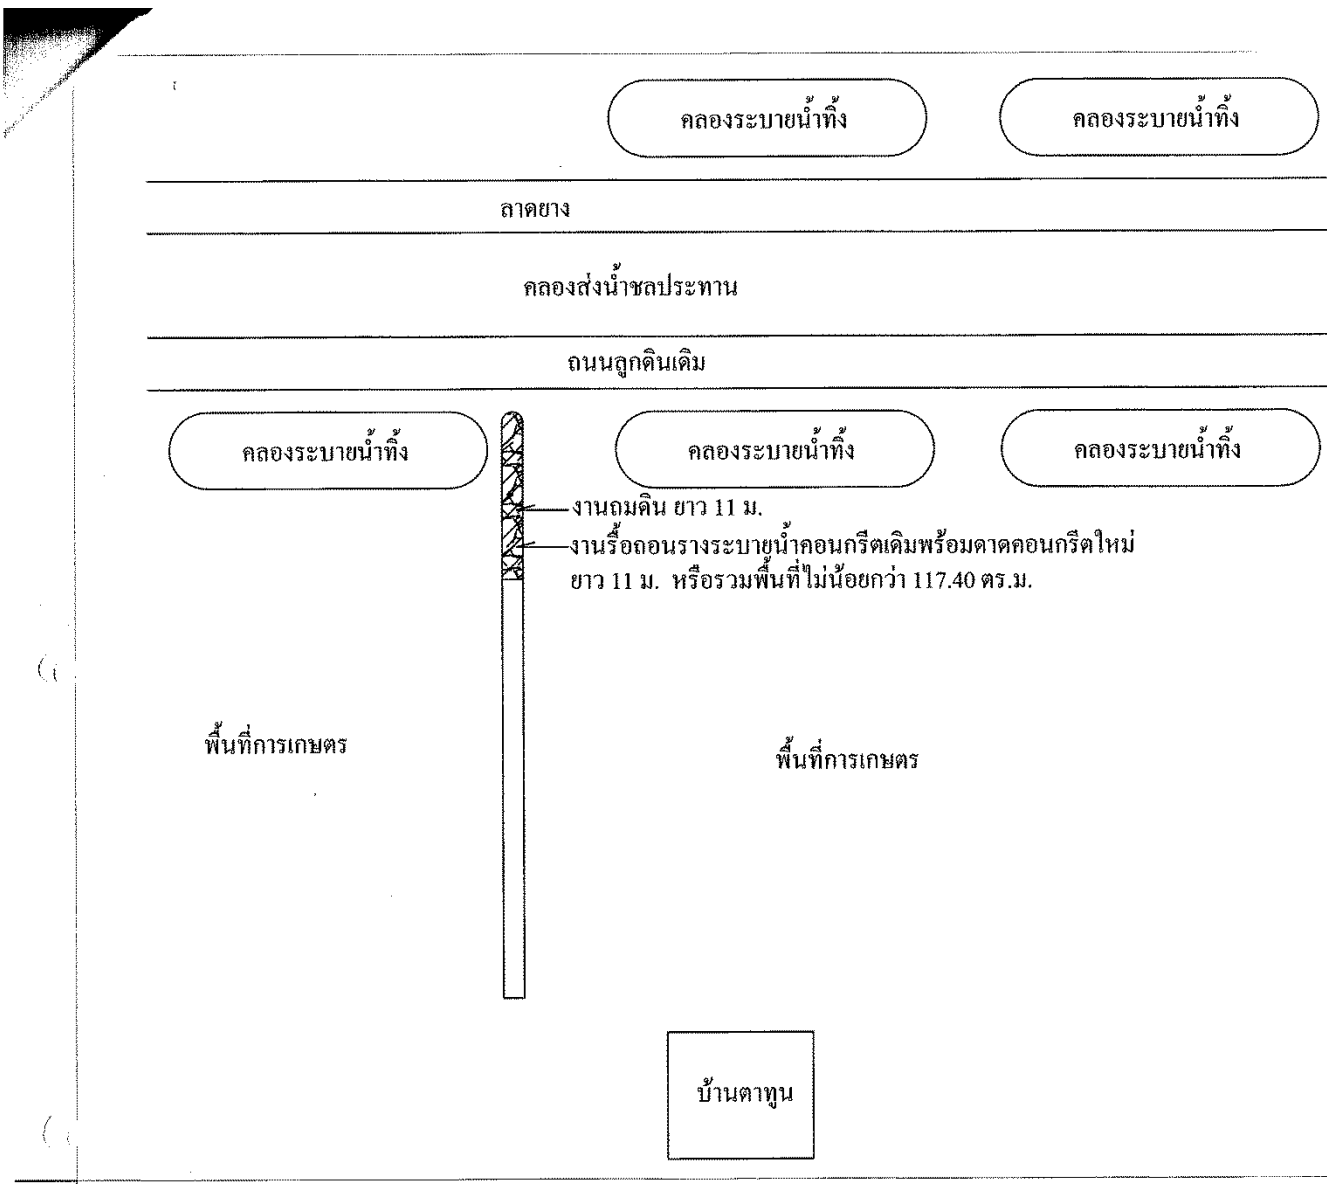 คลองระบายน้ำทิ้ง
คลองระบายน้ำทิ้ง
ลาดยาง
คลองส่งน้ำชลประทาน
ถนนลูกดินเดิม
คลองระบายน้ำทิ้ง
คลองระบายน้ำทิ้ง
คลองระบายน้ำทิ้ง
งานถมดิน ยาว 11 ม.
งานรื้อถอนรางระบายน้ำคอนกรีตเดิมพร้อมดาดคอนกรีตใหม่
ยาว 11 ม. หรือรวมพื้นที่ไม่น้อยกว่า 117.40 ตร.ม.
พื้นที่การเกษตร
พื้นที่การเกษตร
บ้านตาทูน